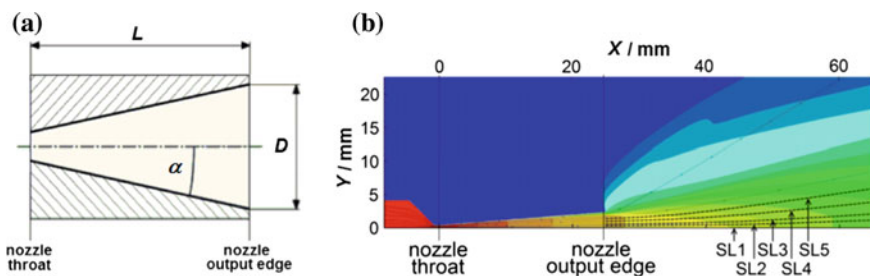 (a)
L
D
α
nozzle
throat
nozzle
output edge
(b)
X / mm
0
20
40
60
Y / mm
20
15
10
5
0
nozzle
throat
nozzle
output edge
SL1
SL2
SL3
SL4
SL5